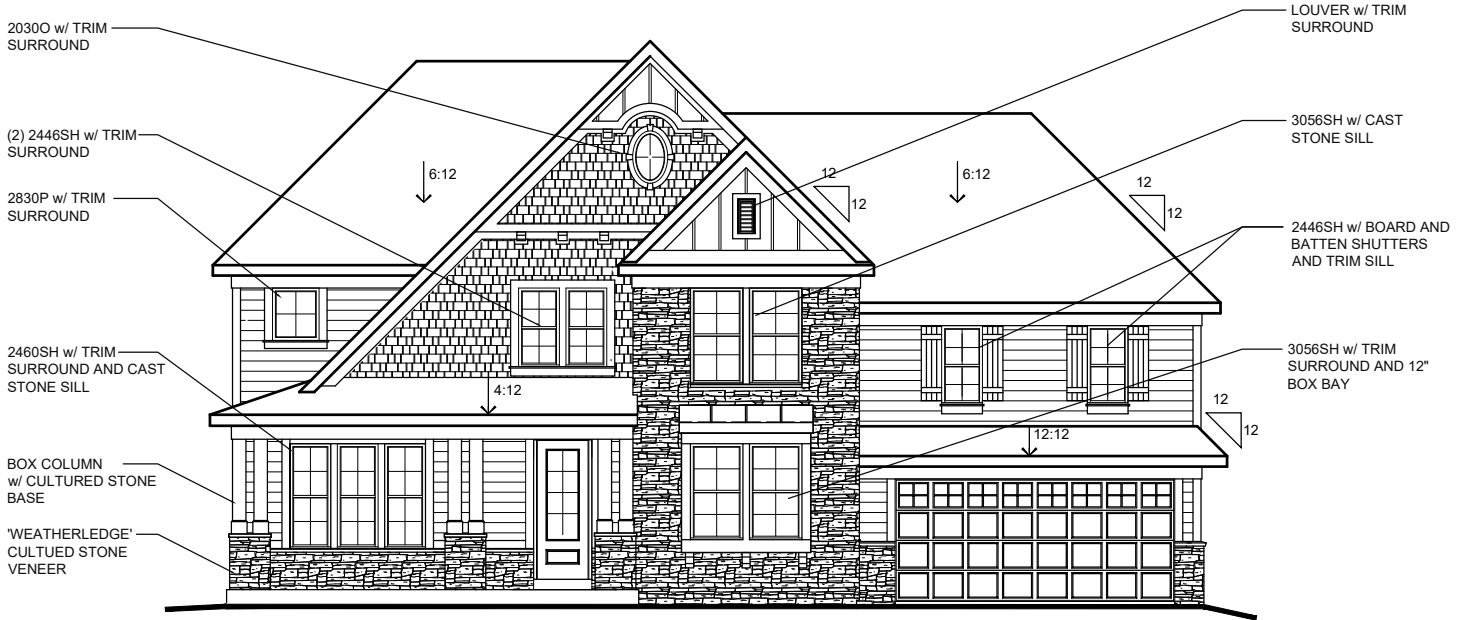 2030O w/ TRIM
SURROUND
(2) 2446SH w/ TRIM
SURROUND
2830P w/ TRIM
SURROUND
2460SH w/ TRIM
SURROUND AND CAST
STONE SILL
BOX COLUMN
w/ CULTURED STONE
BASE
'WEATHERLEDGE'
CULTUED STONE
VENEER
6:12
4:12
12
12
6:12
12
12
12:12
12
12
LOUVER w/ TRIM
SURROUND
3056SH w/ CAST
STONE SILL
2446SH w/ BOARD AND
BATTEN SHUTTERS
AND TRIM SILL
3056SH w/ TRIM
SURROUND AND 12"
BOX BAY